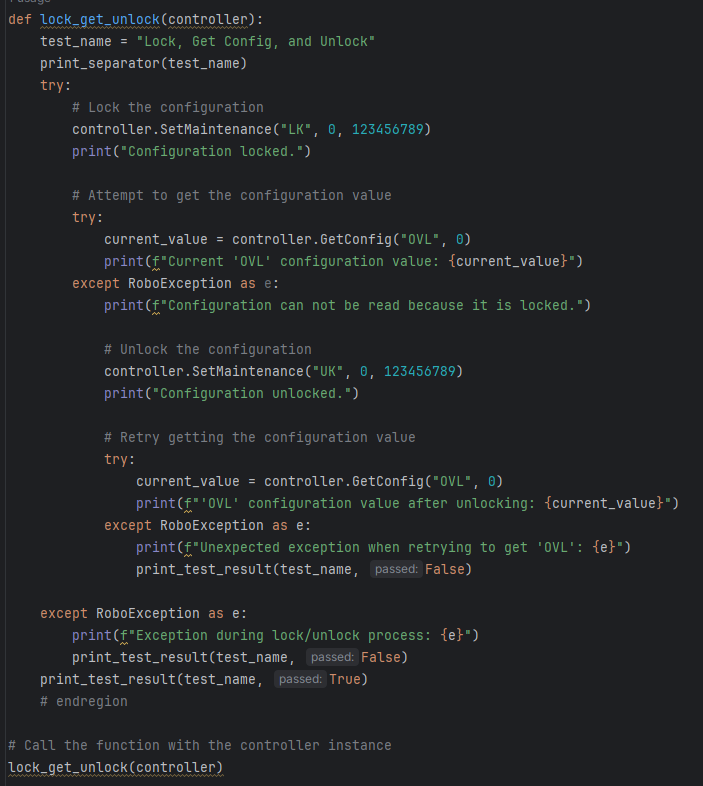 def lock_get_unlock(controller):
    test_name = "Lock, Get Config, and Unlock"
    print_separator(test_name)
    try:
        # Lock the configuration
        controller.SetMaintenance("LK", 0, 123456789)
        print("Configuration locked.")

        # Attempt to get the configuration value
        try:
            current_value = controller.GetConfig("OVL", 0)
            print(f"Current 'OVL' configuration value: {current_value}")
        except RoboException as e:
            print(f"Configuration can not be read because it is locked.")

            # Unlock the configuration
            controller.SetMaintenance("UK", 0, 123456789)
            print("Configuration unlocked.")

            # Retry getting the configuration value
            try:
                current_value = controller.GetConfig("OVL", 0)
                print(f"'OVL' configuration value after unlocking: {current_value}")
            except RoboException as e:
                print(f"Unexpected exception when retrying to get 'OVL': {e}")
                print_test_result(test_name, passed: False)

    except RoboException as e:
        print(f"Exception during lock/unlock process: {e}")
        print_test_result(test_name, passed: False)
    print_test_result(test_name, passed: True)
    # endregion

# Call the function with the controller instance
lock_get_unlock(controller)